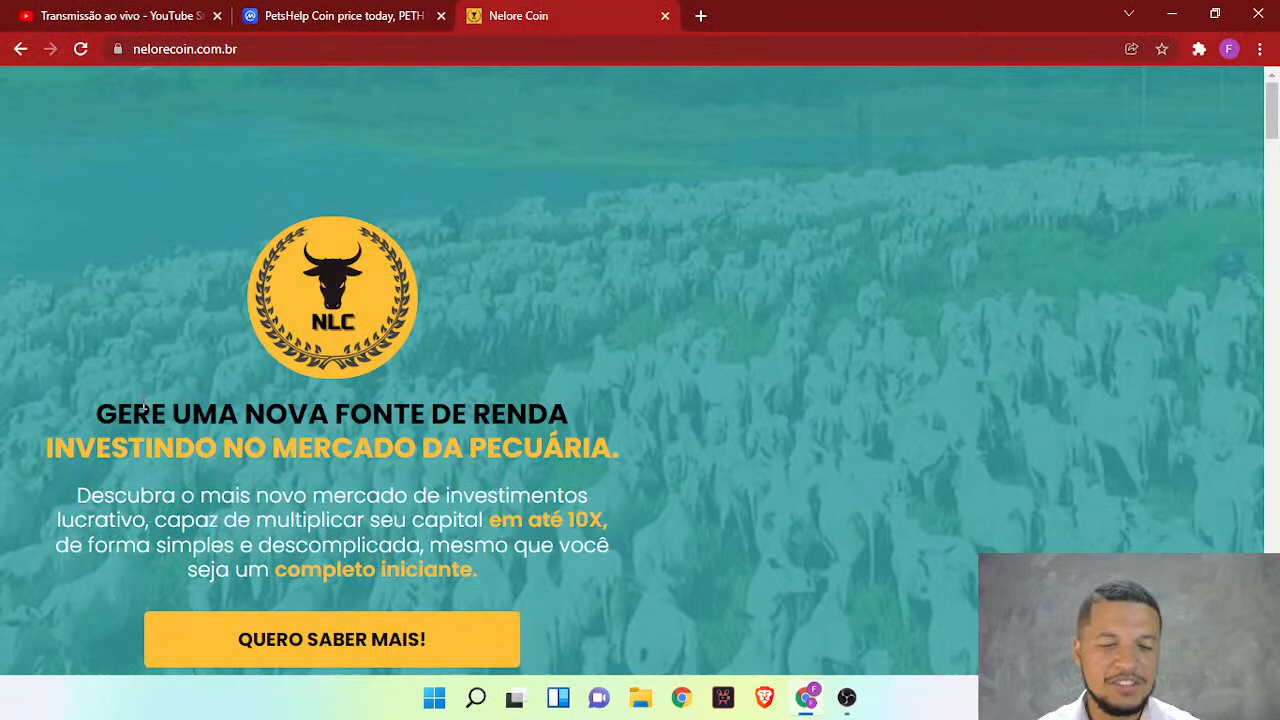 Transmissão ao vivo - YouTube S
PetsHelp Coin price today, PETH
Nelore Coin
nelorecoin.com.br
F
NLC
GERE UMA NOVA FONTE DE RENDA
INVESTINDO NO MERCADO DA PECUÁRIA.
Descubra o mais novo mercado de investimentos
lucrativo, capaz de multiplicar seu capital em até 10X,
de forma simples e descomplicada, mesmo que você
seja um completo iniciante.
QUERO SABER MAIS!
F
F